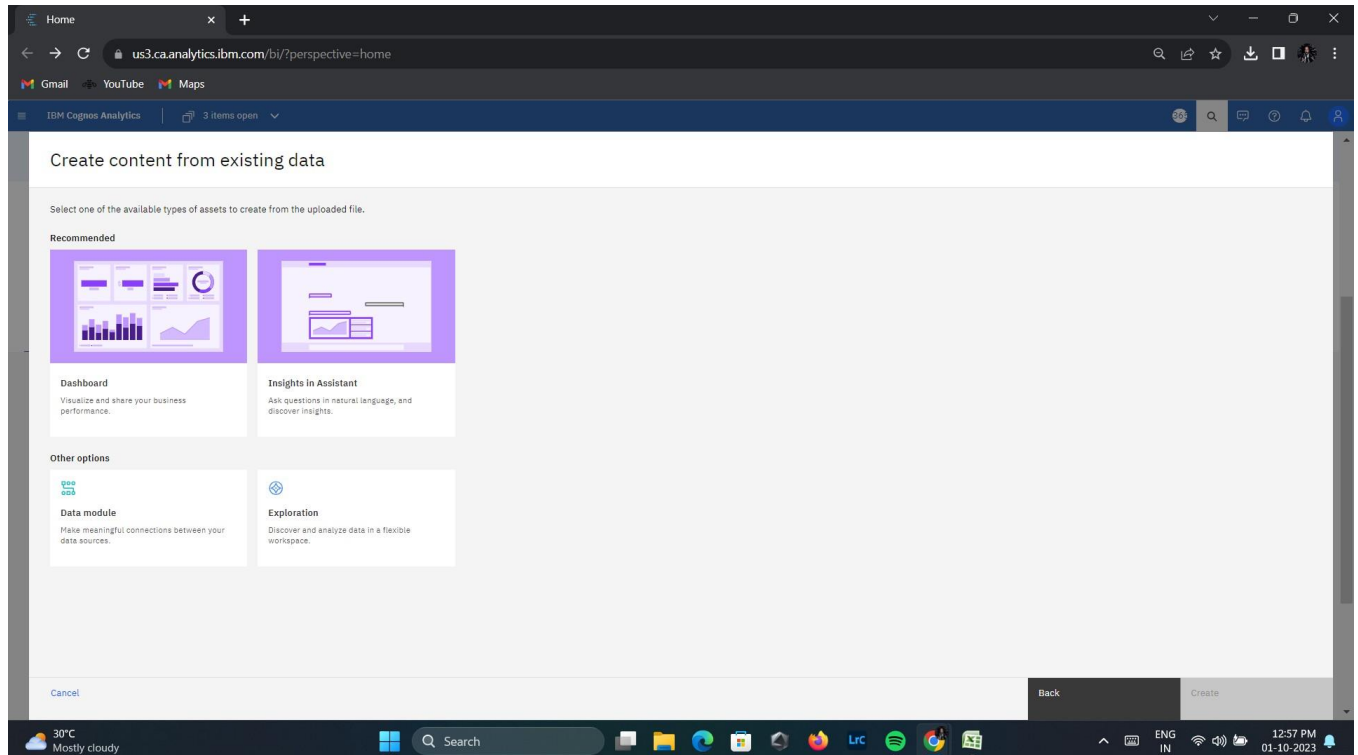 Home
us3.ca.analytics.ibm.com/bi/?perspective=home
Gmail YouTube Maps
IBM Cognos Analytics 3 items open
Create content from existing data
Select one of the available types of assets to create from the uploaded file.
Recommended
Dashboard
Visualize and share your business
performance.
Insights in Assistant
Ask questions in natural language, and
discover insights.
Other options
Data module
Make meaningful connections between your
data sources.
Exploration
Discover and analyze data in a flexible
workspace.
Cancel Back Create
30°C
Mostly cloudy
Search
LrC
ENG
IN
12:57 PM
01-10-2023